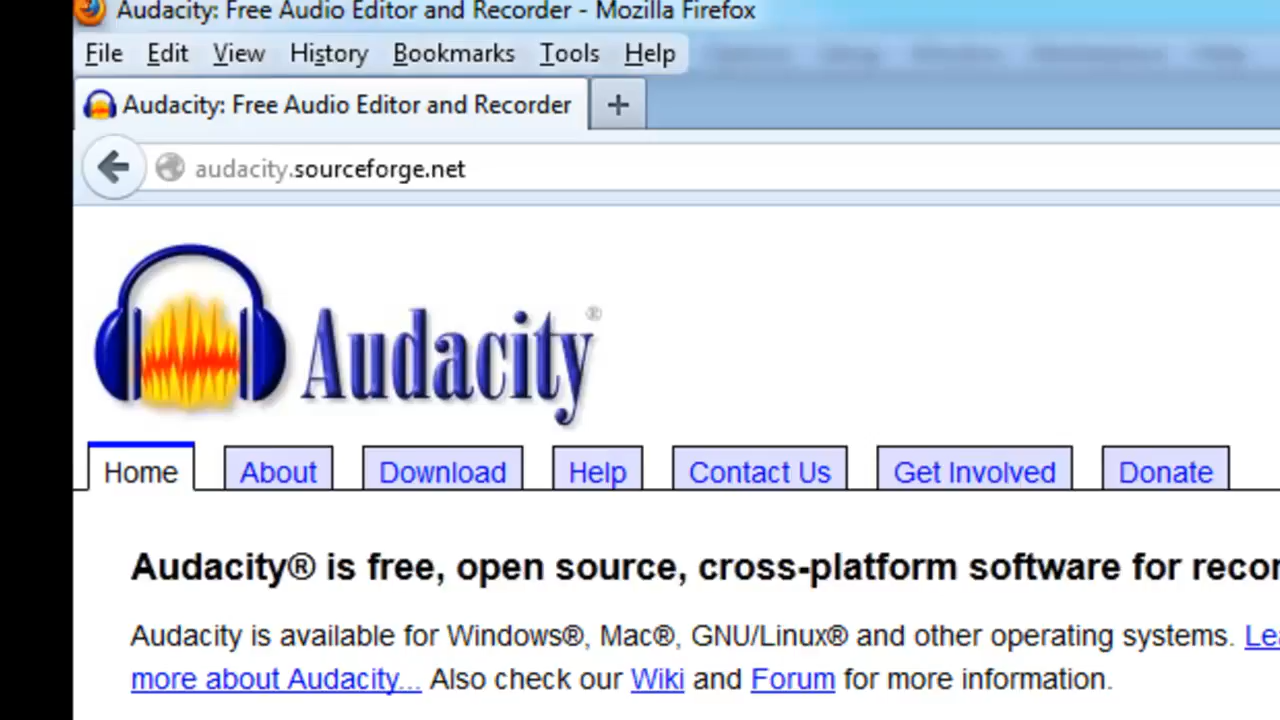 Audacity: Free Audio Editor and Recorder - Mozilla Firefox
File Edit View History Bookmarks Tools Help
Audacity: Free Audio Editor and Recorder +
audacity.sourceforge.net
Audacity®
Home About Download Help Contact Us Get Involved Donate
Audacity® is free, open source, cross-platform software for recor
Audacity is available for Windows®, Mac®, GNU/Linux® and other operating systems. Lea
more about Audacity... Also check our Wiki and Forum for more information.